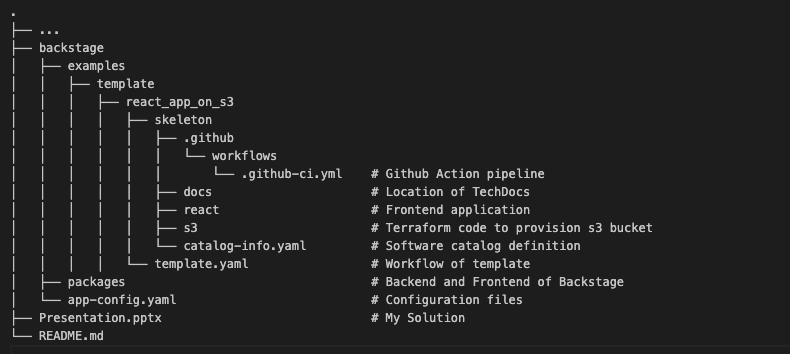 .
├── ...
├── backstage
│   ├── examples
│   │   ├── template
│   │   │   ├── react_app_on_s3
│   │   │   │   ├── skeleton
│   │   │   │   │   ├── .github
│   │   │   │   │   │   └── workflows
│   │   │   │   │   │       └── .github-ci.yml    # Github Action pipeline
│   │   │   │   │   ├── docs                      # Location of TechDocs
│   │   │   │   │   ├── react                     # Frontend application
│   │   │   │   │   ├── s3                        # Terraform code to provision s3 bucket
│   │   │   │   │   └── catalog-info.yaml         # Software catalog definition
│   │   │   │   └── template.yaml                 # Workflow of template
│   ├── packages                                  # Backend and Frontend of Backstage
│   └── app-config.yaml                           # Configuration files
├── Presentation.pptx                             # My Solution
└── README.md